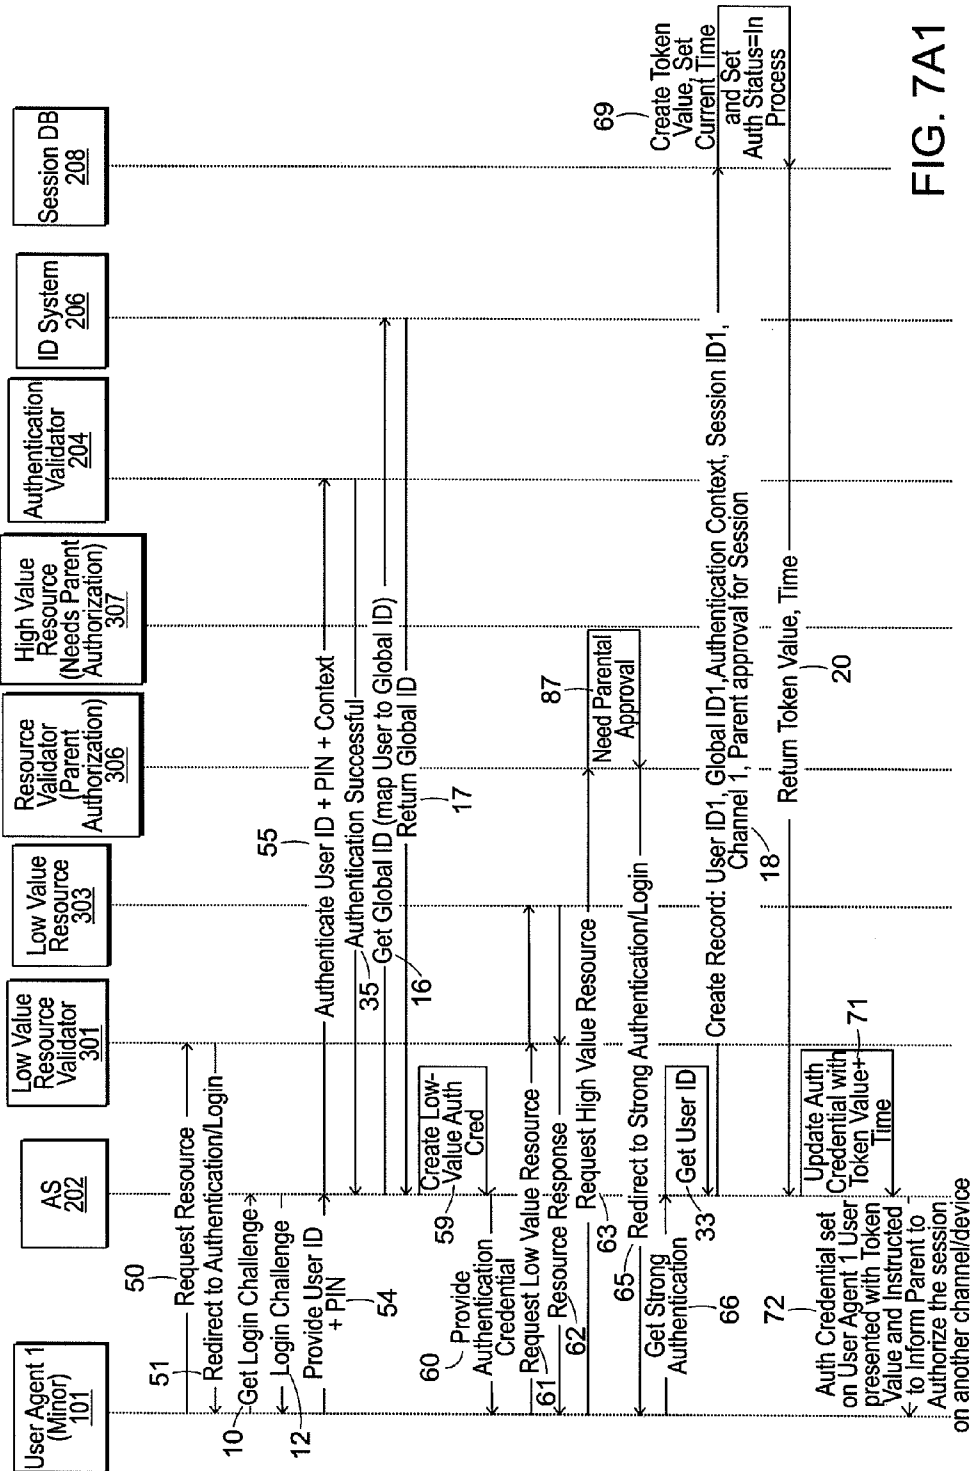 User Agent 1
(Minor)
101
AS
202
Low Value
Resource
Validator
301
Low Value
Resource
303
Resource
Validator
(Parent
Authorization)
306
High Value
Resource
(Needs Parent
Authorization)
307
Authentication
Validator
204
ID System
206
Session DB
208
50
Request Resource
51
Redirect to Authentication/Login
10
Get Login Challenge
12
Login Challenge
Provide User ID
+ PIN
54
55
Authenticate User ID + PIN + Context
35
Authentication Successful
16
Get Global ID (map User to Global ID)
Return Global ID
17
59
Create Low-
Value Auth
Cred
60
Provide
Authentication
Credential
61
Request Low Value Resource
62
Resource Response
63
Request High Value Resource
87
Need Parental
Approval
65
Redirect to Strong Authentication/Login
Get Strong
Authentication
66
33
Get User ID
Create Record: User ID1, Global ID1,Authentication Context, Session ID1,
Channel 1, Parent approval for Session
18
69
Create Token
Value, Set
Current Time
and Set
Auth Status=In
Process
Return Token Value, Time
20
71
Update Auth
Credential with
Token Value+
Time
72
Auth Credential set
on User Agent 1 User
presented with Token
Value and Instructed
to Inform Parent to
Authorize the session
on another channel/device
FIG. 7A1